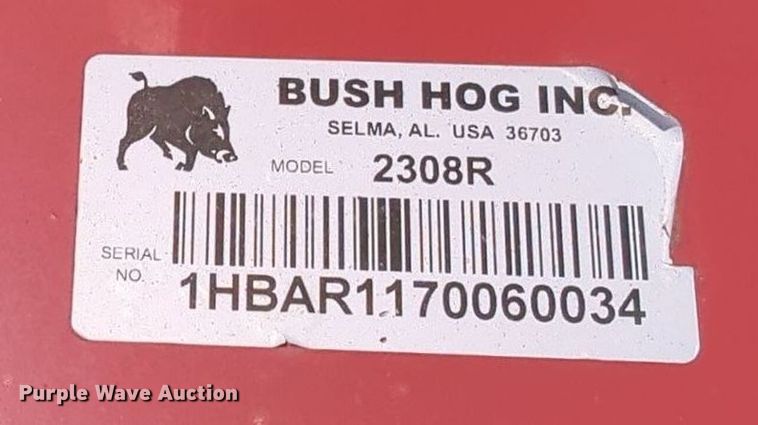 BUSH HOG INC.
SELMA, AL. USA 36703
MODEL 2308R
SERIAL NO. 1HBAR1170060034
Purple Wave Auction